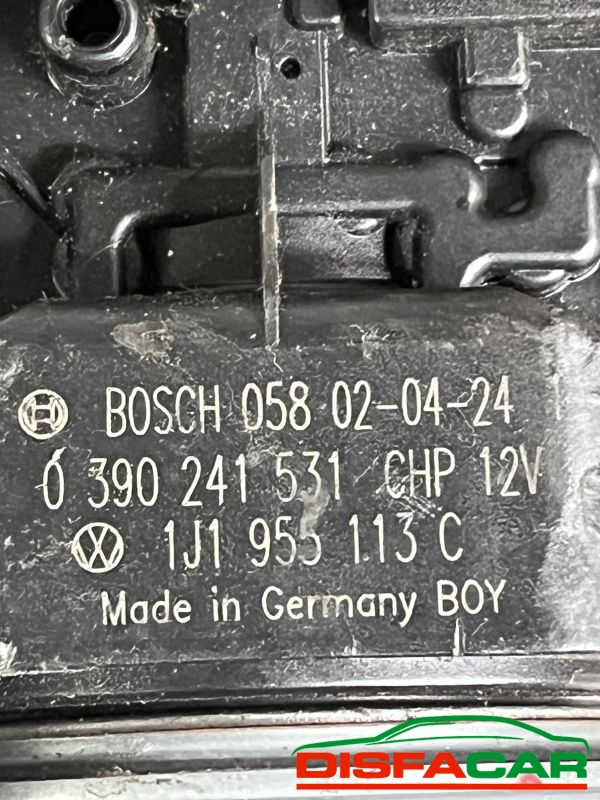 BOSCH 058 02-04-24
0 390 241 531 CHP 12V
1J1 955 113 C
Made in Germany BOY
DISFACAR